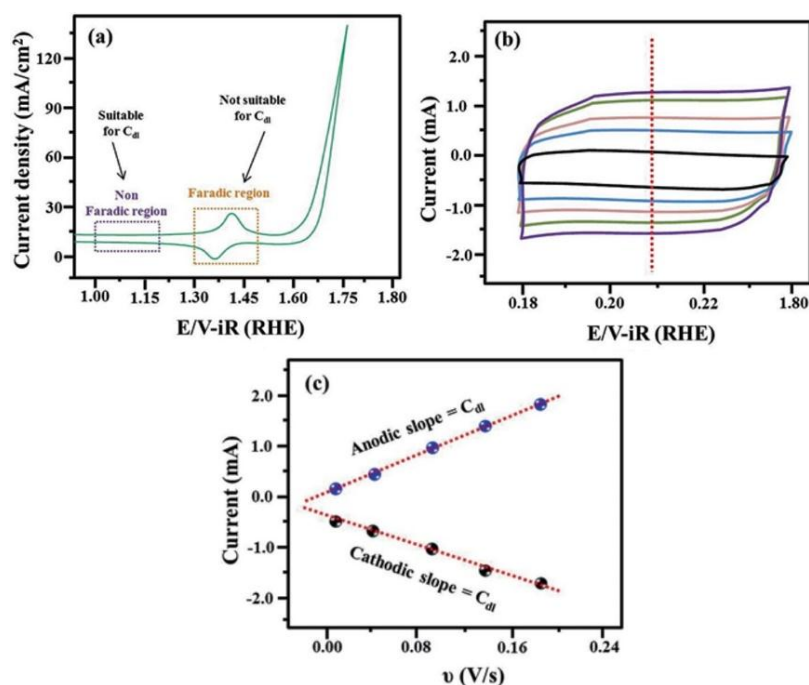 (a)
Current density (mA/cm²)
120
90
60
30
0
Suitable
for Cdl
Not suitable
for Cdl
Non
Faradic region
Faradic region
1.00 1.15 1.30 1.45 1.60 1.75 1.80
E/V-iR (RHE)
(b)
Current (mA)
2.0
1.0
0.0
-1.0
-2.0
0.18 0.20 0.22 1.80
E/V-iR (RHE)
(c)
Current (mA)
2.0
1.0
0.0
-1.0
-2.0
Anodic slope = Cdl
Cathodic slope = Cdl
0.00 0.08 0.16 0.24
υ (V/s)